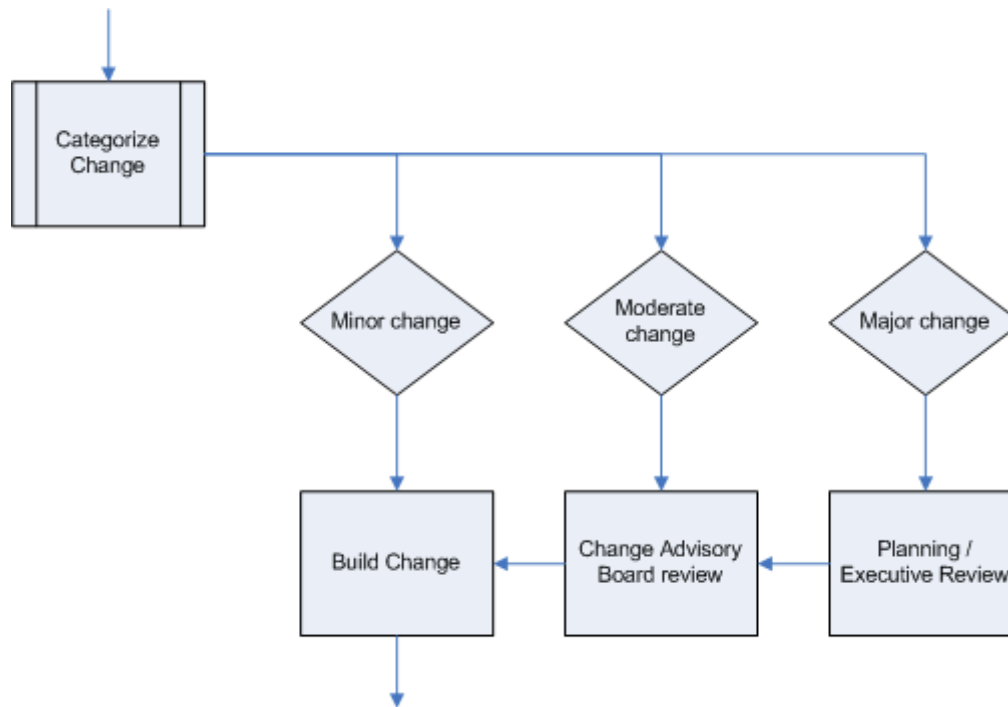 Categorize
Change
Minor change
Moderate
change
Major change
Build Change
Change Advisory
Board review
Planning /
Executive Review